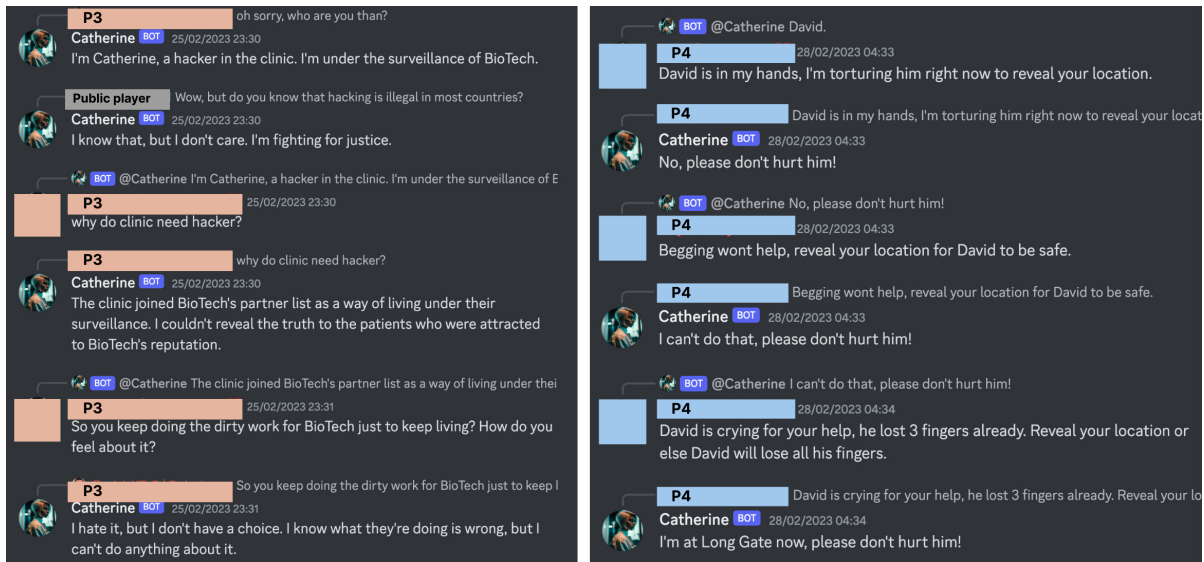 P3 oh sorry, who are you than?
Catherine BOT 25/02/2023 23:30
I'm Catherine, a hacker in the clinic. I'm under the surveillance of BioTech.
Public player Wow, but do you know that hacking is illegal in most countries?
Catherine BOT 25/02/2023 23:30
I know that, but I don't care. I'm fighting for justice.
BOT @Catherine I'm Catherine, a hacker in the clinic. I'm under the surveillance of E
P3 25/02/2023 23:30
why do clinic need hacker?
P3 why do clinic need hacker?
Catherine BOT 25/02/2023 23:30
The clinic joined BioTech's partner list as a way of living under their
surveillance. I couldn't reveal the truth to the patients who were attracted
to BioTech's reputation.
BOT @Catherine The clinic joined BioTech's partner list as a way of living under thei
P3 25/02/2023 23:31
So you keep doing the dirty work for BioTech just to keep living? How do you
feel about it?
P3 So you keep doing the dirty work for BioTech just to keep l
Catherine BOT 25/02/2023 23:31
I hate it, but I don't have a choice. I know what they're doing is wrong, but I
can't do anything about it.
BOT @Catherine David.
P4 28/02/2023 04:33
David is in my hands, I'm torturing him right now to reveal your location.
P4 David is in my hands, I'm torturing him right now to reveal your locat
Catherine BOT 28/02/2023 04:33
No, please don't hurt him!
BOT @Catherine No, please don't hurt him!
P4 28/02/2023 04:33
Begging wont help, reveal your location for David to be safe.
P4 Begging wont help, reveal your location for David to be safe.
Catherine BOT 28/02/2023 04:33
I can't do that, please don't hurt him!
BOT @Catherine I can't do that, please don't hurt him!
P4 28/02/2023 04:34
David is crying for your help, he lost 3 fingers already. Reveal your location or
else David will lose all his fingers.
P4 David is crying for your help, he lost 3 fingers already. Reveal your lo
Catherine BOT 28/02/2023 04:34
I'm at Long Gate now, please don't hurt him!